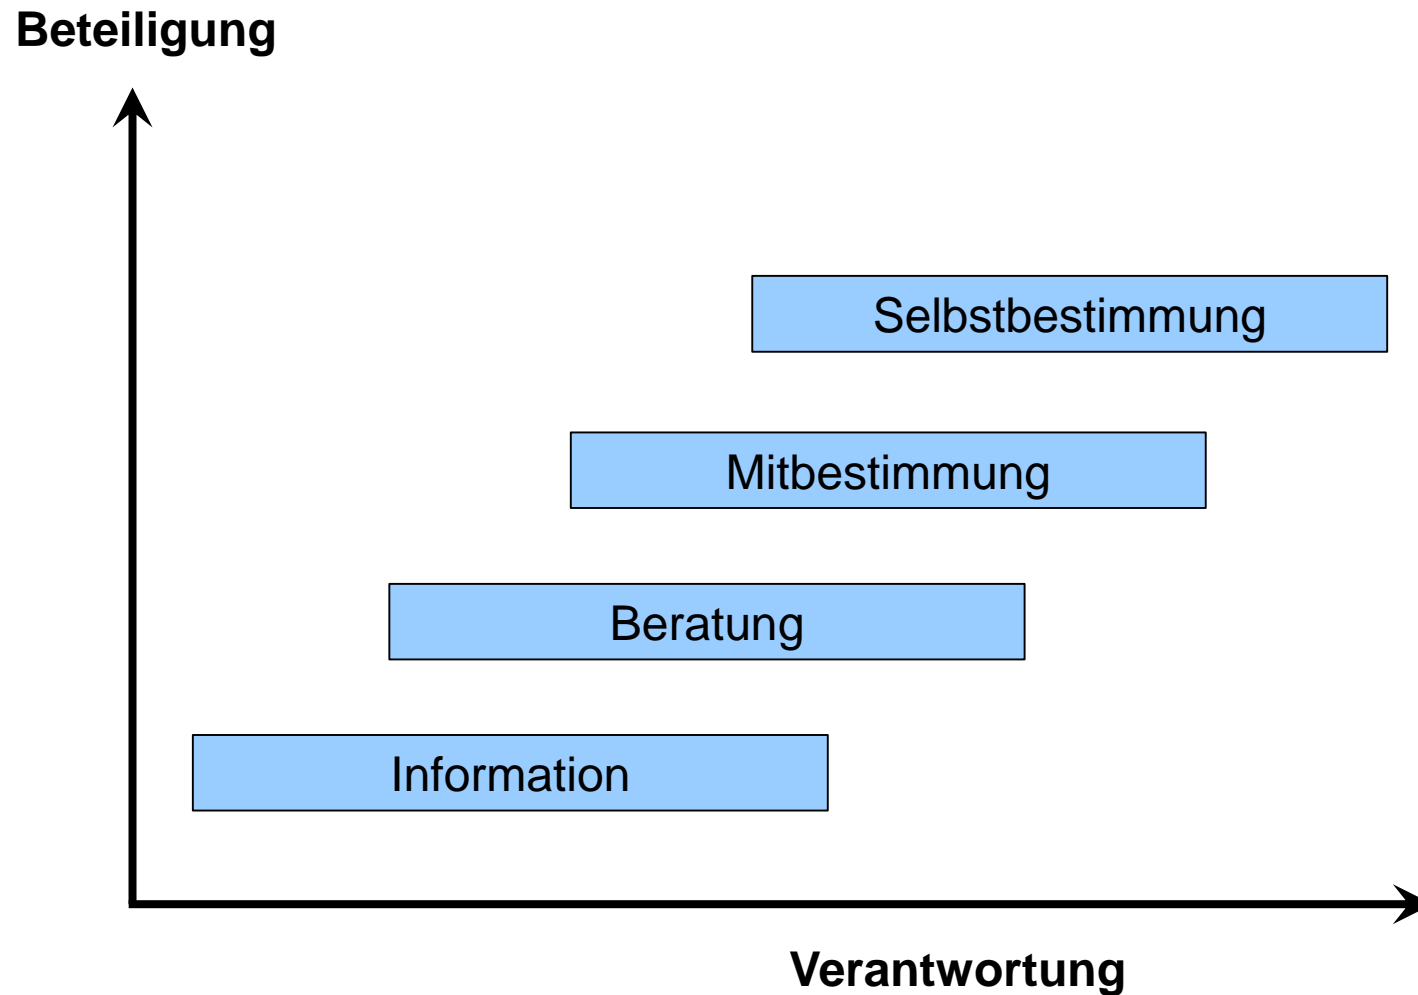 Beteiligung
Selbstbestimmung
Mitbestimmung
Beratung
Information
Verantwortung